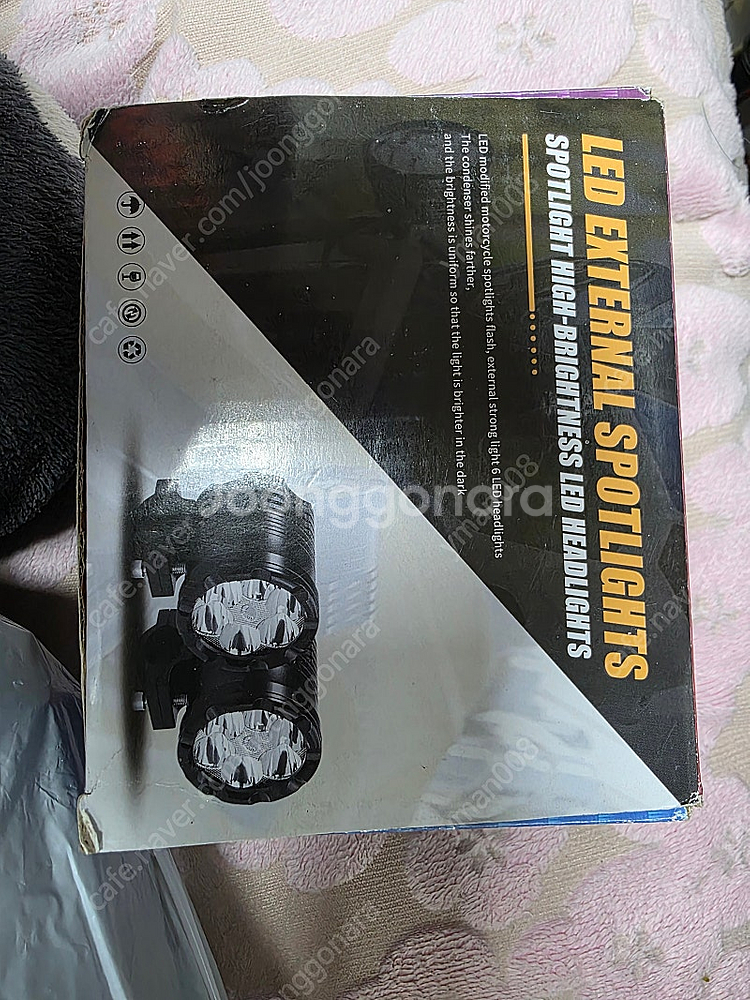 LED EXTERNAL SPOTLIGHTS
SPOTLIGHT HIGH-BRIGHTNESS LED HEADLIGHTS
LED modified motorcycle spotlights flash, external strong light 6 LED headlights
The condenser shines farther,
and the brightness is uniform so that the light is brighter in the dark
Joonggonara
cafe.naver.com/joonggonara